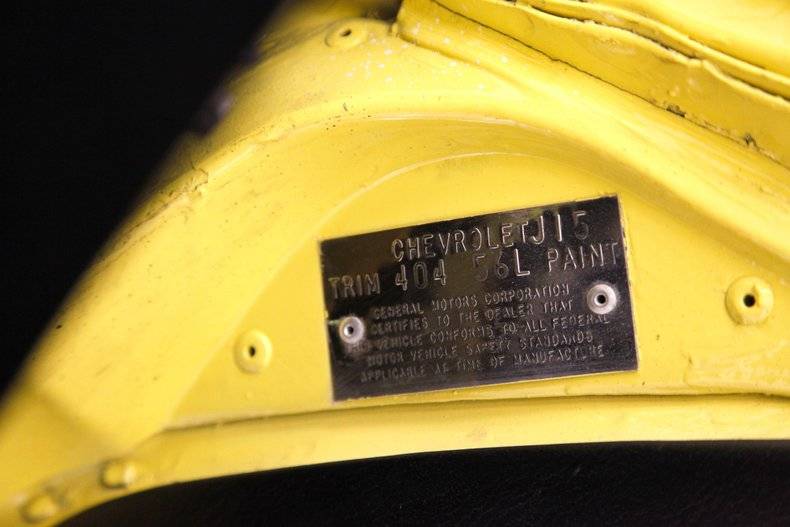 CHEVROLET J15
TRIM 404 56L PAINT
GENERAL MOTORS CORPORATION
CERTIFIES TO THE DEALER THAT
THIS VEHICLE CONFORMS TO ALL FEDERAL
MOTOR VEHICLE SAFETY STANDARDS
APPLICABLE AT TIME OF MANUFACTURE